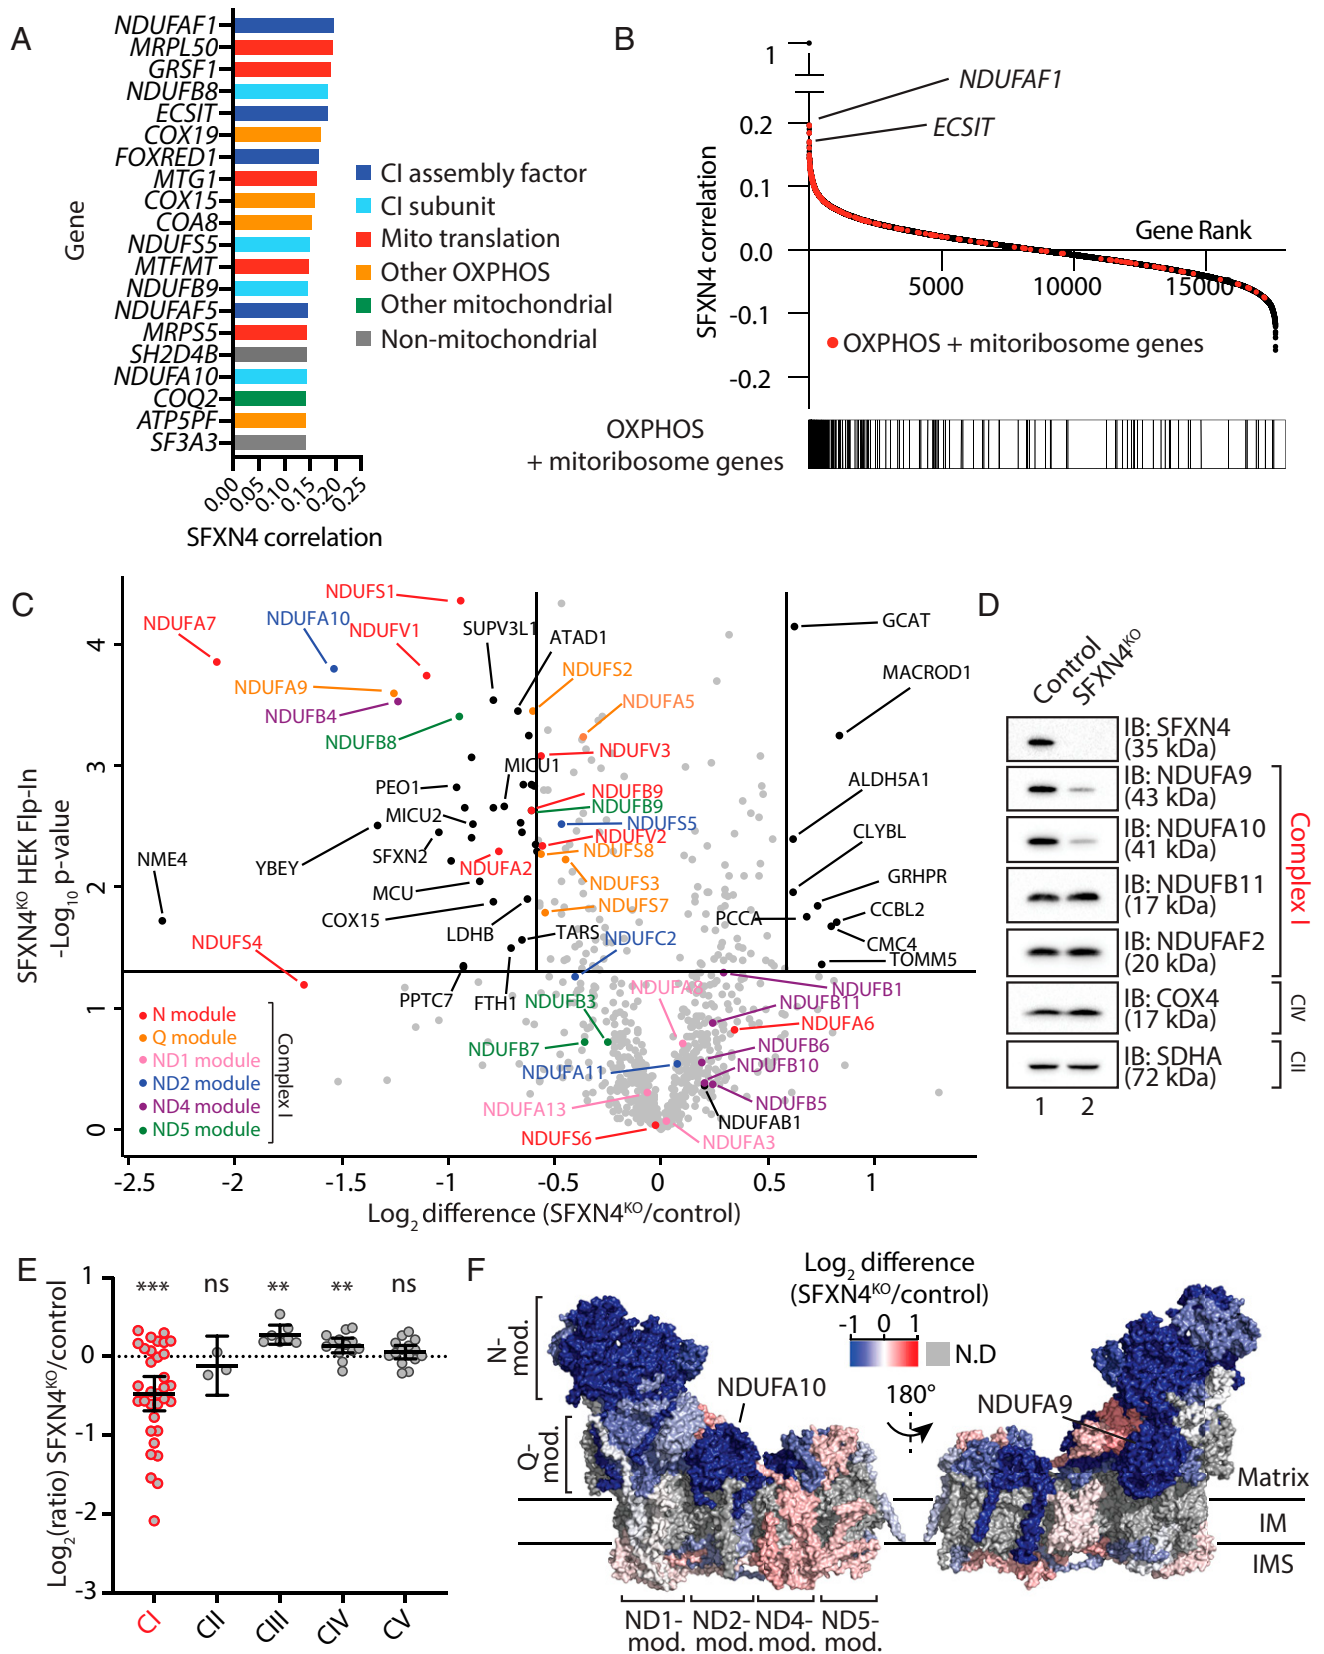 A
NDUFAF1
MRPL50
GRSF1
NDUFB8
ECSIT
COX19
FOXRED1
MTG1
COX15
COA8
NDUFS5
MTFMT
NDUFB9
NDUFAF5
MRPS5
SH2D4B
NDUFA10
COQ2
ATP5PF
SF3A3
Gene
0.00
0.05
0.10
0.15
0.20
0.25
SFXN4 correlation
CI assembly factor
CI subunit
Mito translation
Other OXPHOS
Other mitochondrial
Non-mitochondrial
B
1
0.2
0.1
0.0
-0.1
-0.2
SFXN4 correlation
NDUFAF1
ECSIT
Gene Rank
5000
10000
15000
OXPHOS + mitoribosome genes
OXPHOS
+ mitoribosome genes
C
SFXN4KO HEK Flp-In
-Log10 p-value
4
3
2
1
0
-2.5
-2
-1.5
-1
-0.5
0
0.5
1
Log2 difference (SFXN4KO/control)
NDUFS1
NDUFA10
NDUFA7
NDUFV1
SUPV3L1
ATAD1
NDUFS2
NDUFA9
NDUFB4
NDUFA5
NDUFB8
NDUFV3
MICU1
PEO1
NDUFB9
NDUFB9
MICU2
NDUFS5
NDUFV2
SFXN2
NDUFS8
YBEY
NME4
NDUFA2
NDUFS3
MCU
NDUFS7
COX15
LDHB
TARS
NDUFS4
NDUFC2
PPTC7
FTH1
NDUFB3
NDUFA8
NDUFB1
NDUFB11
NDUFA6
NDUFB7
NDUFB6
NDUFA11
NDUFB10
NDUFB5
NDUFA13
NDUFAB1
NDUFS6
NDUFA3
GCAT
MACROD1
ALDH5A1
CLYBL
GRHPR
PCCA
CCBL2
CMC4
TOMM5
N module
Q module
ND1 module
ND2 module
ND4 module
ND5 module
Complex I
D
Control
SFXN4KO
IB: SFXN4
(35 kDa)
IB: NDUFA9
(43 kDa)
IB: NDUFA10
(41 kDa)
IB: NDUFB11
(17 kDa)
IB: NDUFAF2
(20 kDa)
IB: COX4
(17 kDa)
IB: SDHA
(72 kDa)
Complex I
CIV
CII
1 2
E
Log2(ratio) SFXN4KO/control
1
0
-1
-2
-3
*** ns ** ** ns
CI
CII
CIII
CIV
CV
F
Log2 difference
(SFXN4KO/control)
-1 0 1
N.D
N-
mod.
Q-
mod.
NDUFA10
180°
NDUFA9
Matrix
IM
IMS
ND1-
mod.
ND2-
mod.
ND4-
mod.
ND5-
mod.